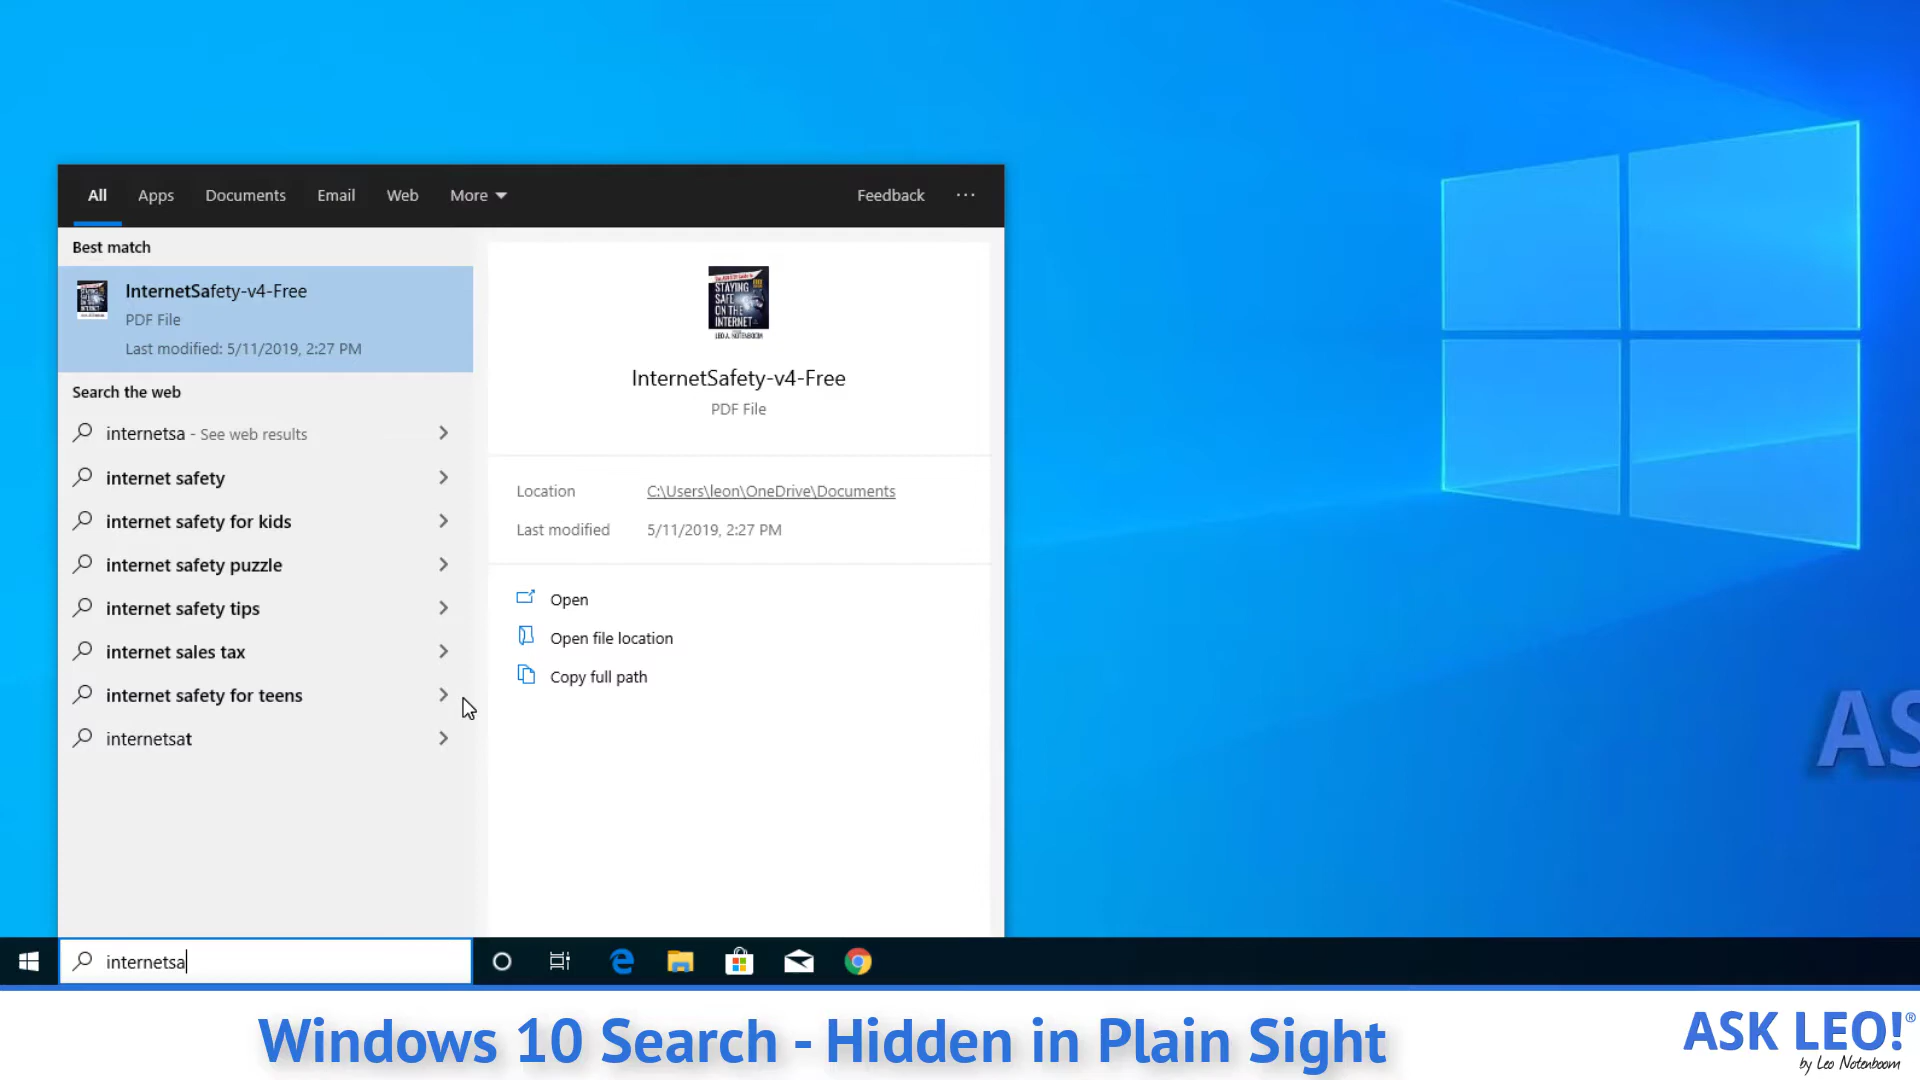 All Apps Documents Email Web More Feedback ...
Best match
InternetSafety-v4-Free
PDF File
Last modified: 5/11/2019, 2:27 PM
Search the web
internetsa - See web results
internet safety
internet safety for kids
internet safety puzzle
internet safety tips
internet sales tax
internet safety for teens
internetsat
STAYING
SAFE
ON THE
INTERNET
LEO A. NOTENBOOM
InternetSafety-v4-Free
PDF File
Location C:\Users\leon\OneDrive\Documents
Last modified 5/11/2019, 2:27 PM
Open
Open file location
Copy full path
AS
internetsa
Windows 10 Search - Hidden in Plain Sight
ASK LEO!®
by Leo Notenboom